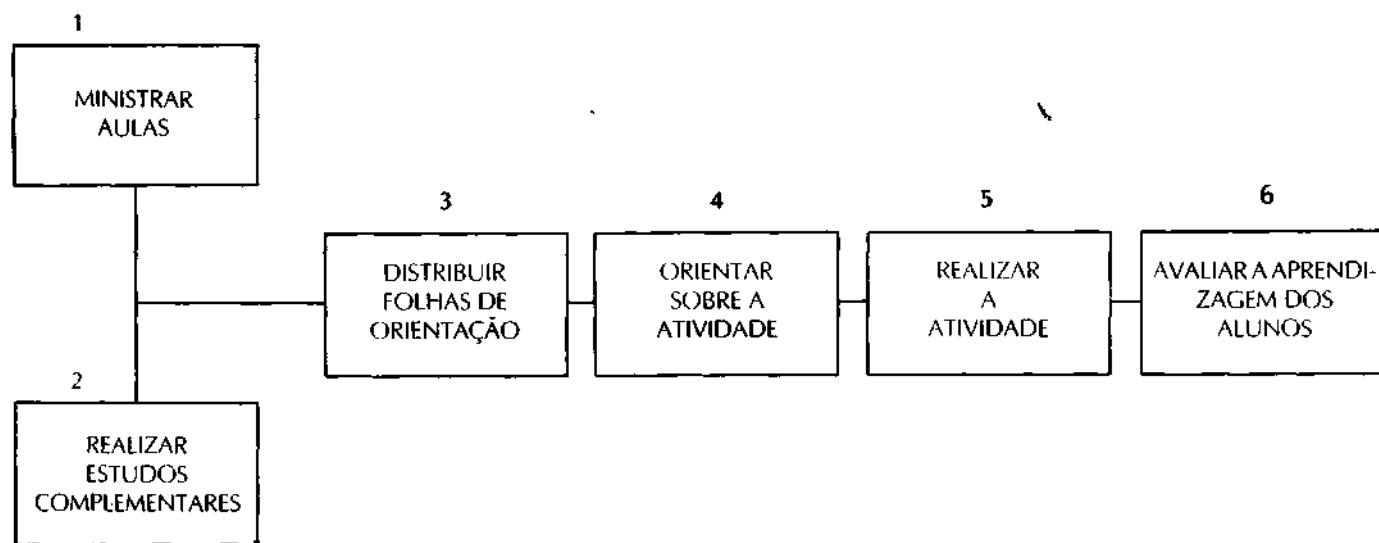 1
MINISTRAR
AULAS
3
DISTRIBUIR
FOLHAS DE
ORIENTAÇÃO
4
ORIENTAR
SOBRE A
ATIVIDADE
5
REALIZAR
A
ATIVIDADE
6
AVALIAR A APRENDI-
ZAGEM DOS
ALUNOS
2
REALIZAR
ESTUDOS
COMPLEMENTARES